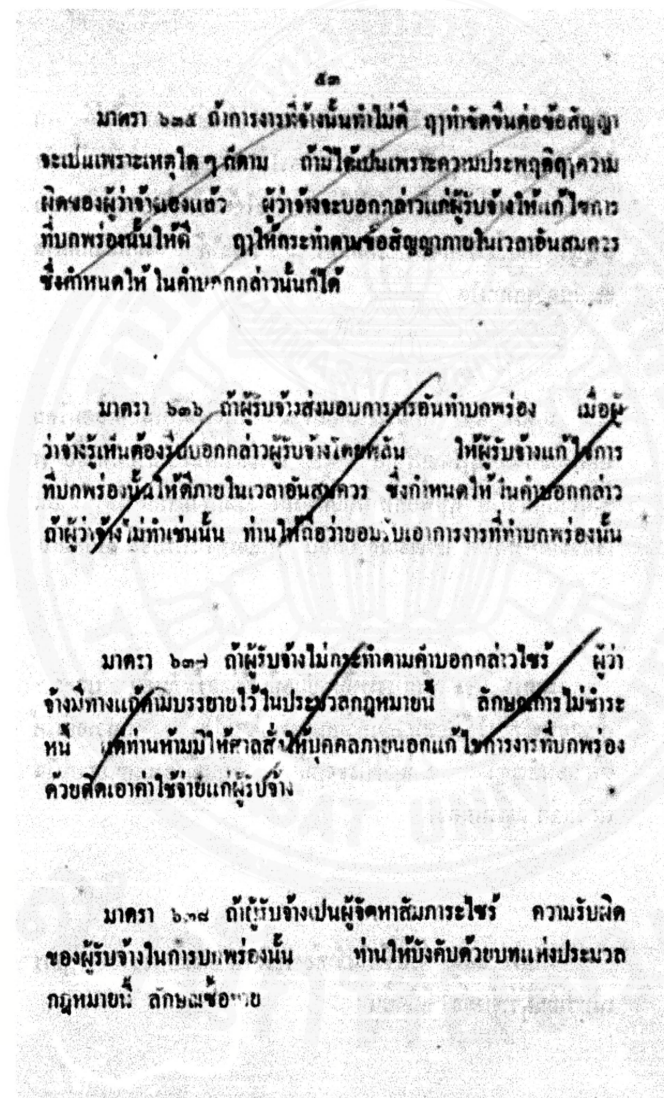 ๕๓
มาตรา ๖๓๕ ถ้าการงารที่จ้างนั้นทำไม่ดี ฤๅทำขัดขืนต่อข้อสัญญา
จะเปนเพราะเหตุใด ๆ ก็ตาม ถ้ามิได้เปนเพราะความประพฤติฤๅความ
ผิดของผู้ว่าจ้างเองแล้ว ผู้ว่าจ้างจะบอกกล่าวแก่ผู้รับจ้างให้แก้ไขการ
ที่บกพร่องนั้นให้ดี ฤๅให้กระทำตามข้อสัญญาภายในเวลาอันสมควร
ซึ่งกำหนดให้ ในคำบอกกล่าวนั้นก็ได้
มาตรา ๖๓๖ ถ้าผู้รับจ้างส่งมอบการงารอันทำบกพร่อง เมื่อผู้
ว่าจ้างรู้เห็นต้องรีบบอกกล่าวผู้รับจ้างโดยพลัน ให้ผู้รับจ้างแก้ไขการ
ที่บกพร่องนั้นให้ดีภายในเวลาอันสมควร ซึ่งกำหนดให้ ในคำบอกกล่าว
ถ้าผู้ว่าจ้างไม่ทำเช่นนั้น ท่านให้ถือว่ายอมรับเอาการงารที่ทำบกพร่องนั้น
มาตรา ๖๓๗ ถ้าผู้รับจ้างไม่กระทำตามคำบอกกล่าวไซร้ ผู้ว่า
จ้างมีทางแก้ดังมีบรรยายไว้ในประมวลกฎหมายนี้ ลักษณการไม่ชำระ
หนี้ แต่ท่านห้ามมิให้ศาลสั่งให้บุคคลภายนอกแก้ไขการงารที่บกพร่อง
ด้วยคิดเอาค่าใช้จ่ายแก่ผู้รับจ้าง
มาตรา ๖๓๘ ถ้าผู้รับจ้างเปนผู้จัดหาสัมภาระไซร้ ความรับผิด
ของผู้รับจ้างในการบกพร่องนั้น ท่านให้บังคับด้วยบทแห่งประมวล
กฎหมายนี้ ลักษณซื้อขาย